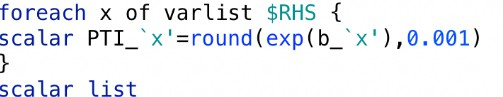 foreach x of varlist $RHS {
scalar PTI_`x'=round(exp(b_`x'),0.001)
}
scalar list